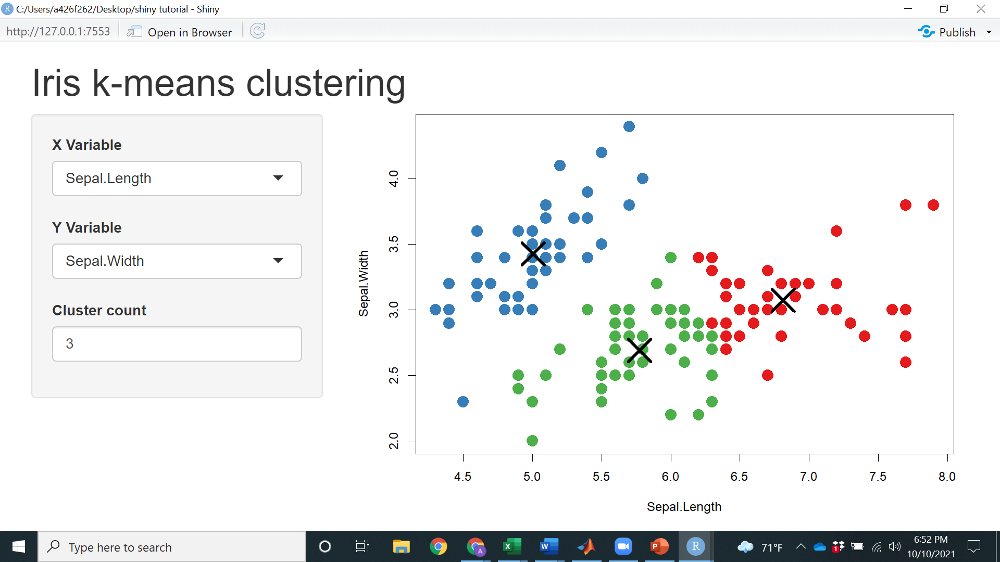 R C:/Users/a426f262/Desktop/shiny tutorial - Shiny
http://127.0.0.1:7553 Open in Browser Publish
Iris k-means clustering
X Variable
Sepal.Length
Y Variable
Sepal.Width
Cluster count
3
Sepal.Width
4.0
3.5
3.0
2.5
2.0
4.5 5.0 5.5 6.0 6.5 7.0 7.5 8.0
Sepal.Length
Type here to search
A
X
W
P
R
71°F
1
6:52 PM
10/10/2021